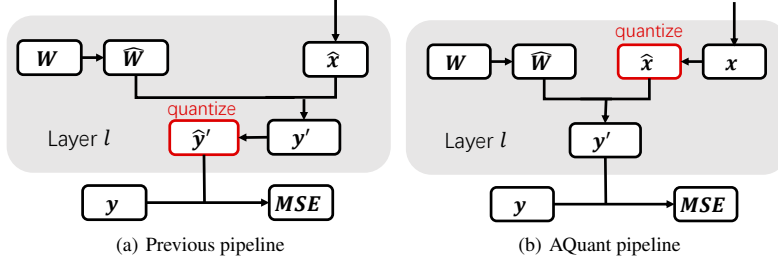 W Ŵ x̂
quantize
ŷ′ y′
Layer l
y MSE
(a) Previous pipeline
quantize
W Ŵ x̂ x
Layer l
y′
y MSE
(b) AQuant pipeline